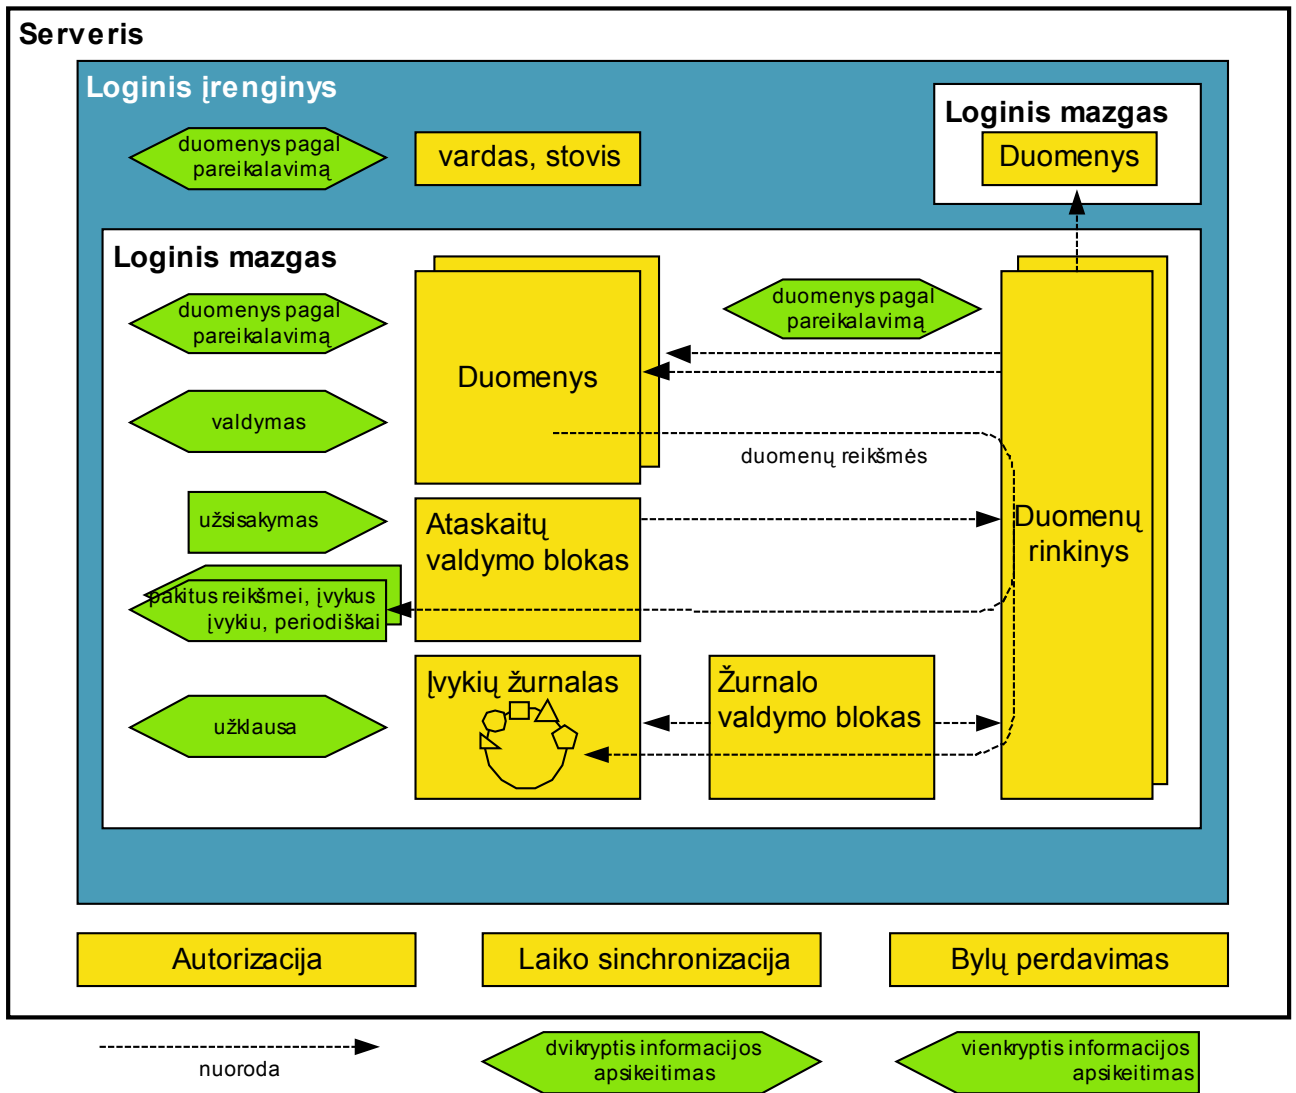 Serveris
Loginis įrenginys
duomenys pagal
pareikalavimą
vardas, stovis
Loginis mazgas
Duomenys
Loginis mazgas
duomenys pagal
pareikalavimą
Duomenys
duomenys pagal
pareikalavimą
valdymas
duomenų reikšmės
užsisakymas
Ataskaitų
valdymo blokas
Duomenų
rinkinys
pakitus reikšmei, įvykus
įvykiu, periodiškai
Įvykių žurnalas
Žurnalo
valdymo blokas
užklausa
Autorizacija
Laiko sinchronizacija
Bylų perdavimas
nuoroda
dvikryptis informacijos
apsikeitimas
vienkryptis informacijos
apsikeitimas